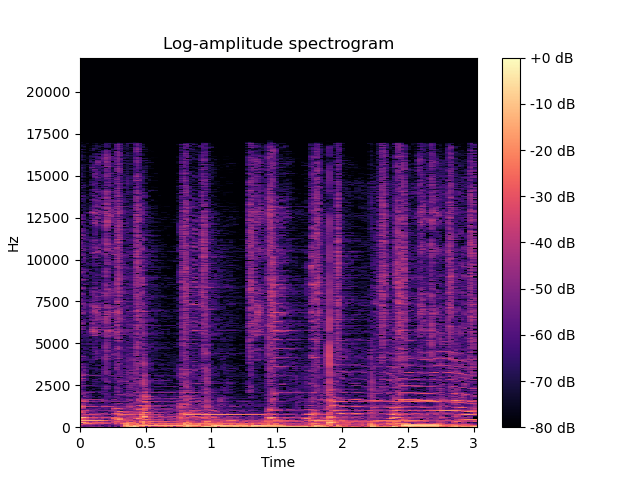 Log-amplitude spectrogram
Hz
20000
17500
15000
12500
10000
7500
5000
2500
0
0 0.5 1 1.5 2 2.5 3
Time
+0 dB
-10 dB
-20 dB
-30 dB
-40 dB
-50 dB
-60 dB
-70 dB
-80 dB